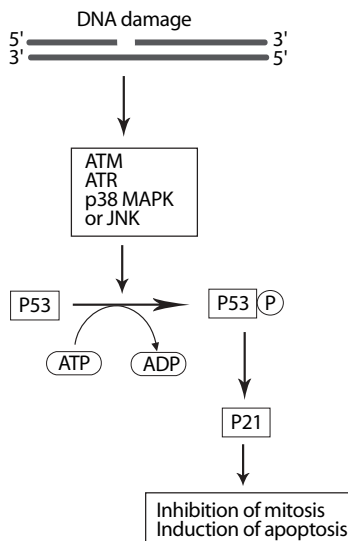 DNA damage
5' 3'
3' 5'
ATM
ATR
p38 MAPK
or JNK
P53 P53 P
ATP ADP
P21
Inhibition of mitosis
Induction of apoptosis